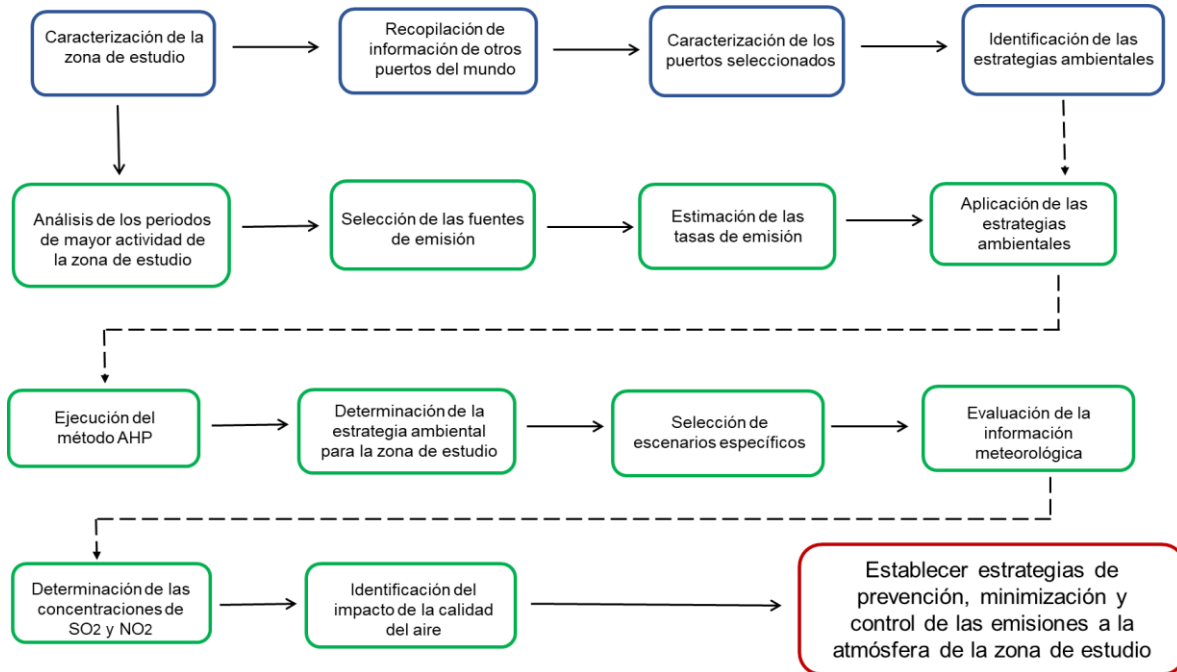 Caracterización de la
zona de estudio
Recopilación de
información de otros
puertos del mundo
Caracterización de los
puertos seleccionados
Identificación de las
estrategias ambientales
Análisis de los periodos
de mayor actividad de
la zona de estudio
Selección de las fuentes
de emisión
Estimación de las
tasas de emisión
Aplicación de las
estrategias
ambientales
Ejecución del
método AHP
Determinación de la
estrategia ambiental
para la zona de estudio
Selección de
escenarios específicos
Evaluación de la
información
meteorológica
Determinación de las
concentraciones de
SO2 y NO2
Identificación del
impacto de la calidad
del aire
Establecer estrategias de
prevención, minimización y
control de las emisiones a la
atmósfera de la zona de estudio